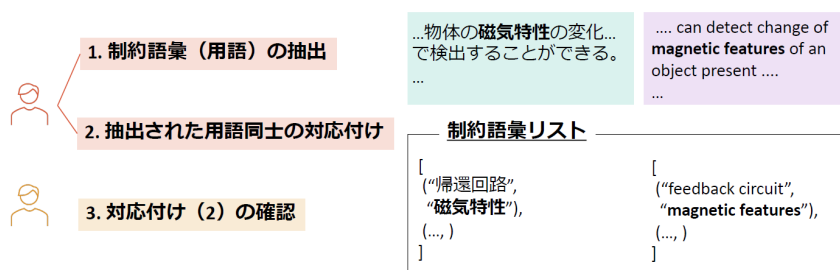 1. 制約語彙（用語）の抽出
2. 抽出された用語同士の対応付け
3. 対応付け（2）の確認
…物体の磁気特性の変化…
で検出することができる。
…
…. can detect change of
magnetic features of an
object present ….
…
制約語彙リスト
[
(“帰還回路”,
“磁気特性”),
(…, )
]
[
(“feedback circuit”,
“magnetic features”),
(…, )
]